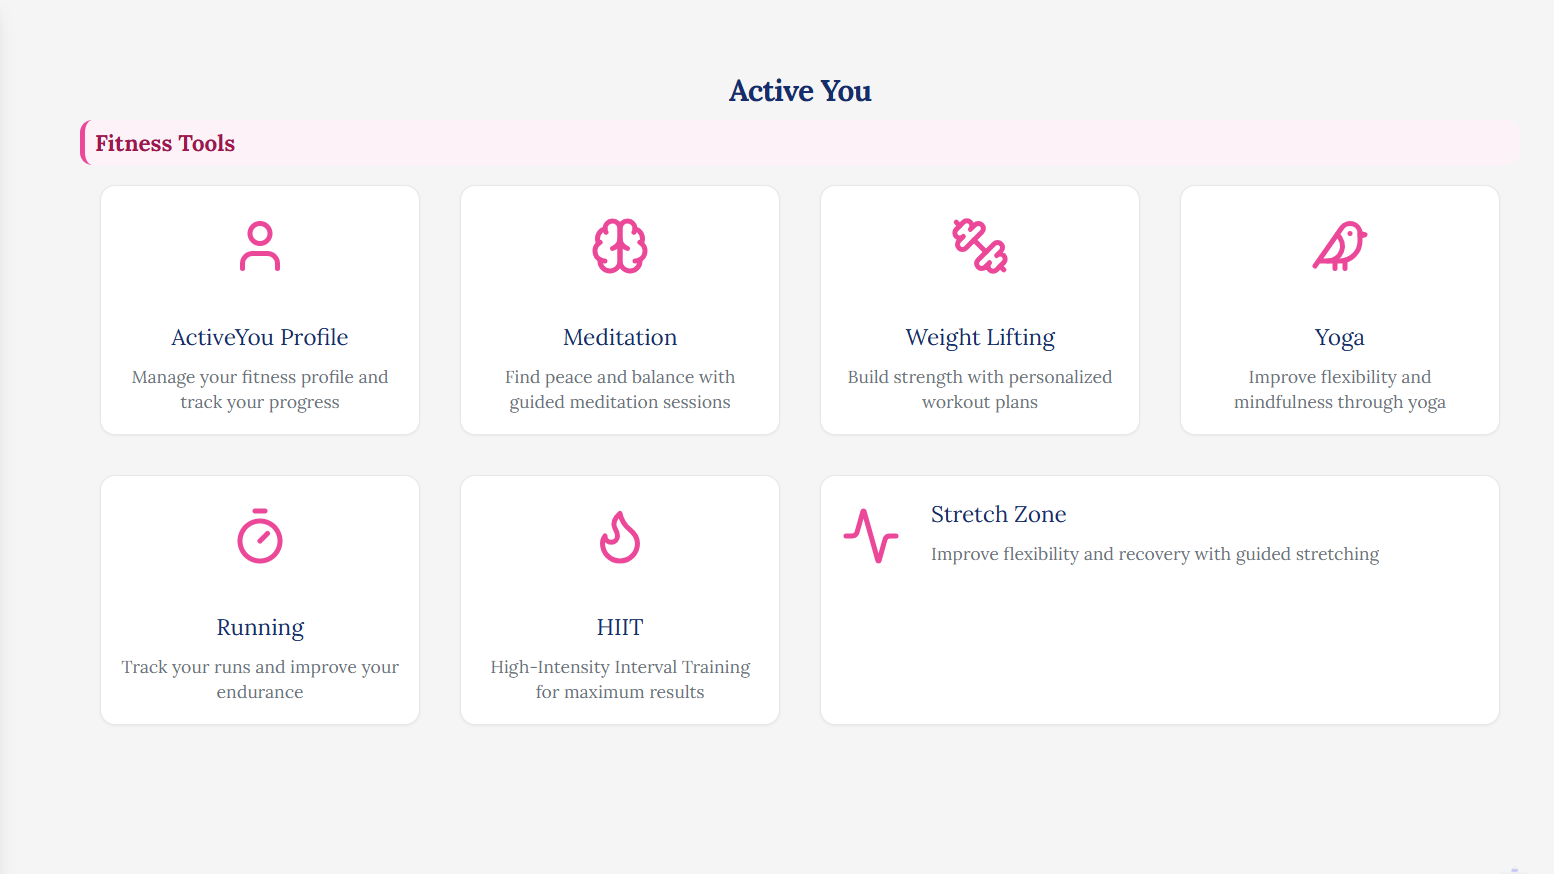 Active You
Fitness Tools
ActiveYou Profile
Manage your fitness profile and
track your progress
Meditation
Find peace and balance with
guided meditation sessions
Weight Lifting
Build strength with personalized
workout plans
Yoga
Improve flexibility and
mindfulness through yoga
Running
Track your runs and improve your
endurance
HIIT
High-Intensity Interval Training
for maximum results
Stretch Zone
Improve flexibility and recovery with guided stretching